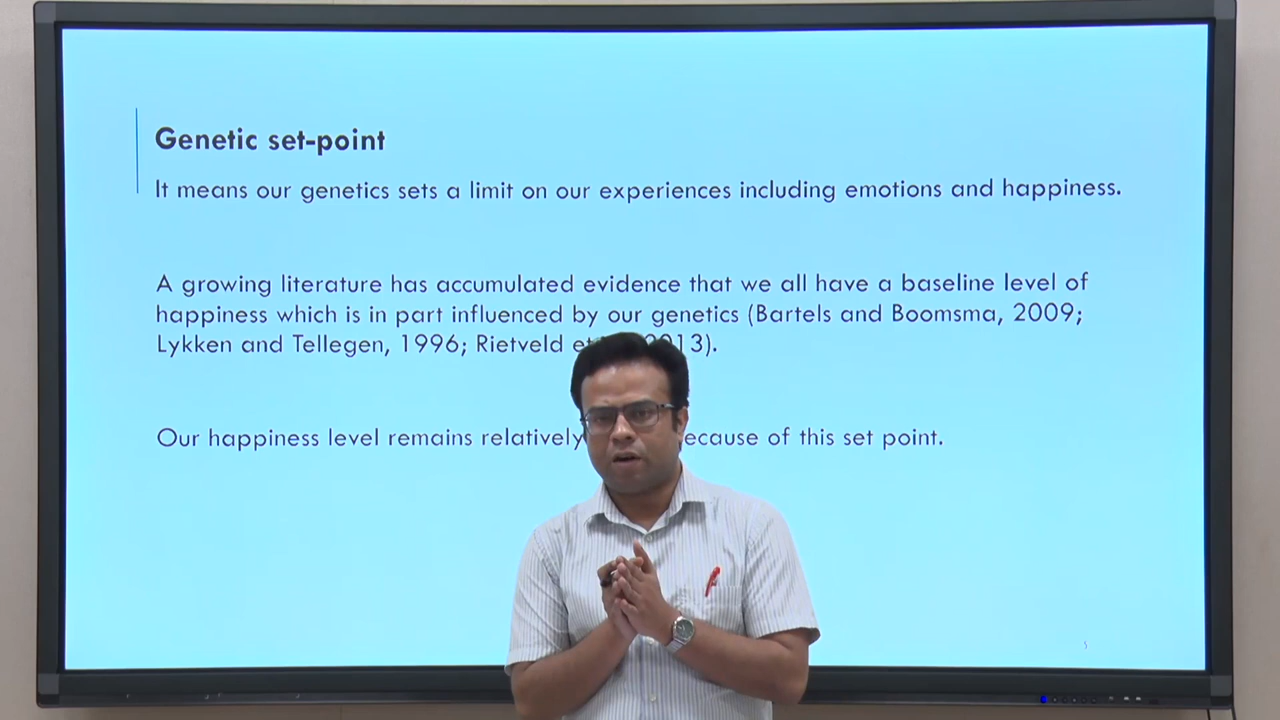 Genetic set-point
It means our genetics sets a limit on our experiences including emotions and happiness.
A growing literature has accumulated evidence that we all have a baseline level of
happiness which is in part influenced by our genetics (Bartels and Boomsma, 2009;
Lykken and Tellegen, 1996; Rietveld 2013).
Our happiness level remains relatively because of this set point.